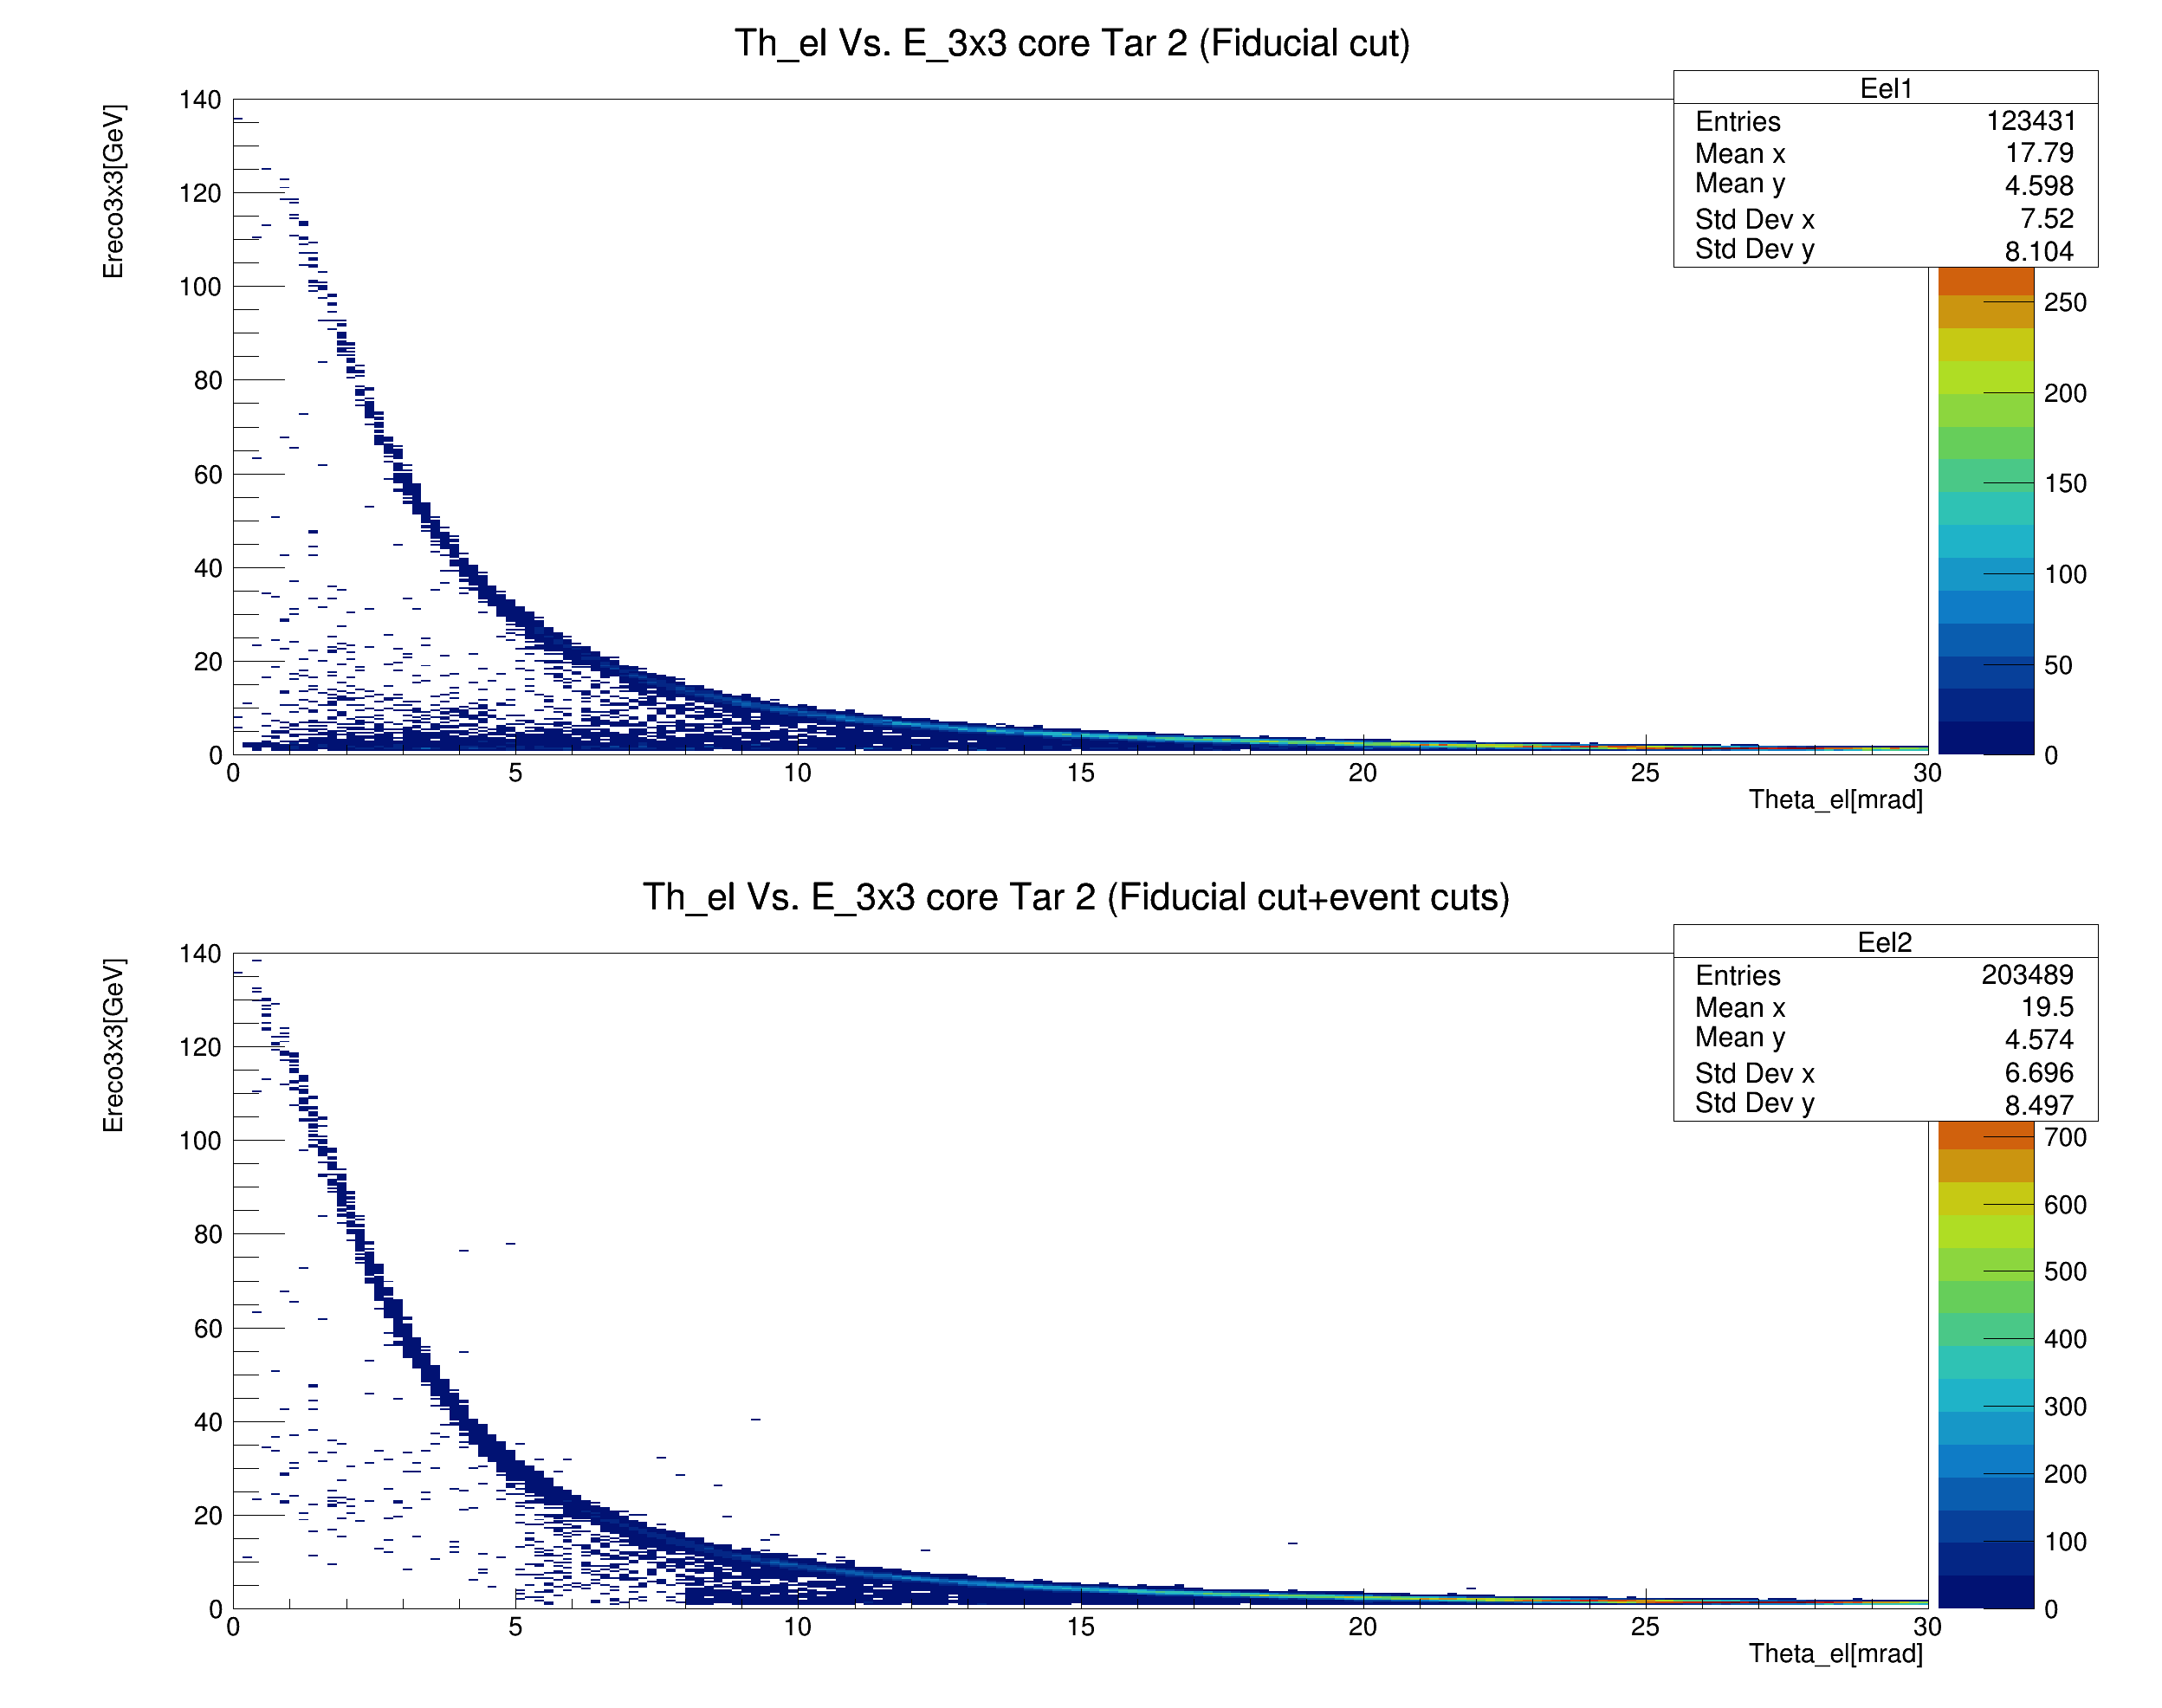 Th_el Vs. E_3x3 core Tar 2 (Fiducial cut)
Ereco3x3[GeV]
140
120
100
80
60
40
20
0
0 5 10 15 20 25 30
Theta_el[mrad]
Eel1
Entries 123431
Mean x 17.79
Mean y 4.598
Std Dev x 7.52
Std Dev y 8.104
250
200
150
100
50
0
Th_el Vs. E_3x3 core Tar 2 (Fiducial cut+event cuts)
Ereco3x3[GeV]
140
120
100
80
60
40
20
0
0 5 10 15 20 25 30
Theta_el[mrad]
Eel2
Entries 203489
Mean x 19.5
Mean y 4.574
Std Dev x 6.696
Std Dev y 8.497
700
600
500
400
300
200
100
0